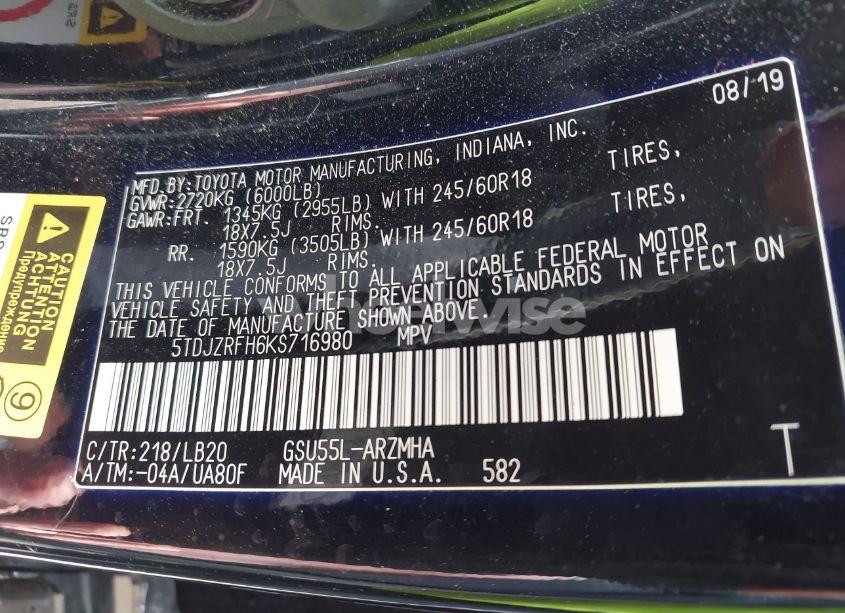 08/19
MFD.BY:TOYOTA MOTOR MANUFACTURING, INDIANA, INC.
GVWR:2720KG (6000LB)
GAWR:FRT. 1345KG (2955LB) WITH 245/60R18 TIRES,
18X7.5J RIMS.
RR. 1590KG (3505LB) WITH 245/60R18 TIRES,
18X7.5J RIMS.
THIS VEHICLE CONFORMS TO ALL APPLICABLE FEDERAL MOTOR
VEHICLE SAFETY AND THEFT PREVENTION STANDARDS IN EFFECT ON
THE DATE OF MANUFACTURE SHOWN ABOVE.
5TDJZRFH6KS716980 MPV
C/TR:218/LB20 GSU55L-ARZMHA
A/TM:-04A/UA80F MADE IN U.S.A. 582
T
CAUTION
ATTENTION
ACHTUNG
Предупреждение
9